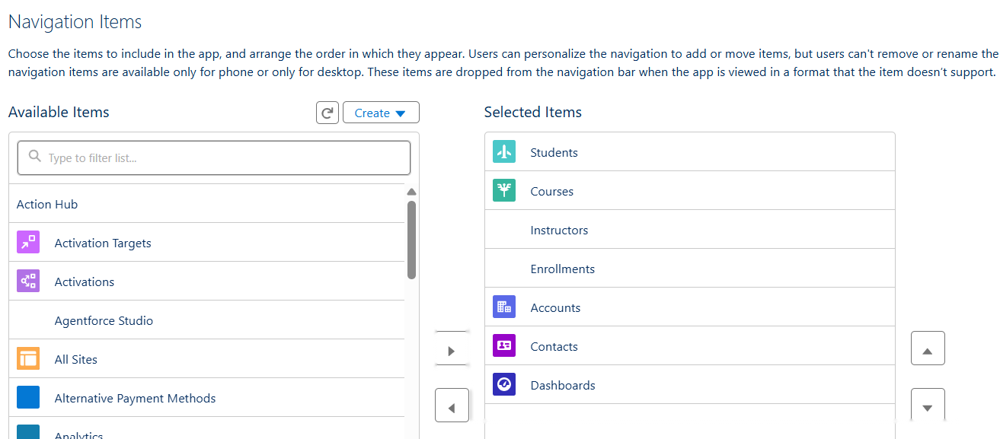 Navigation Items
Choose the items to include in the app, and arrange the order in which they appear. Users can personalize the navigation to add or move items, but users can't remove or rename the
navigation items are available only for phone or only for desktop. These items are dropped from the navigation bar when the app is viewed in a format that the item doesn’t support.
Available Items
Create
Selected Items
Type to filter list...
Action Hub
Activation Targets
Activations
Agentforce Studio
All Sites
Alternative Payment Methods
Analytics
Students
Courses
Instructors
Enrollments
Accounts
Contacts
Dashboards